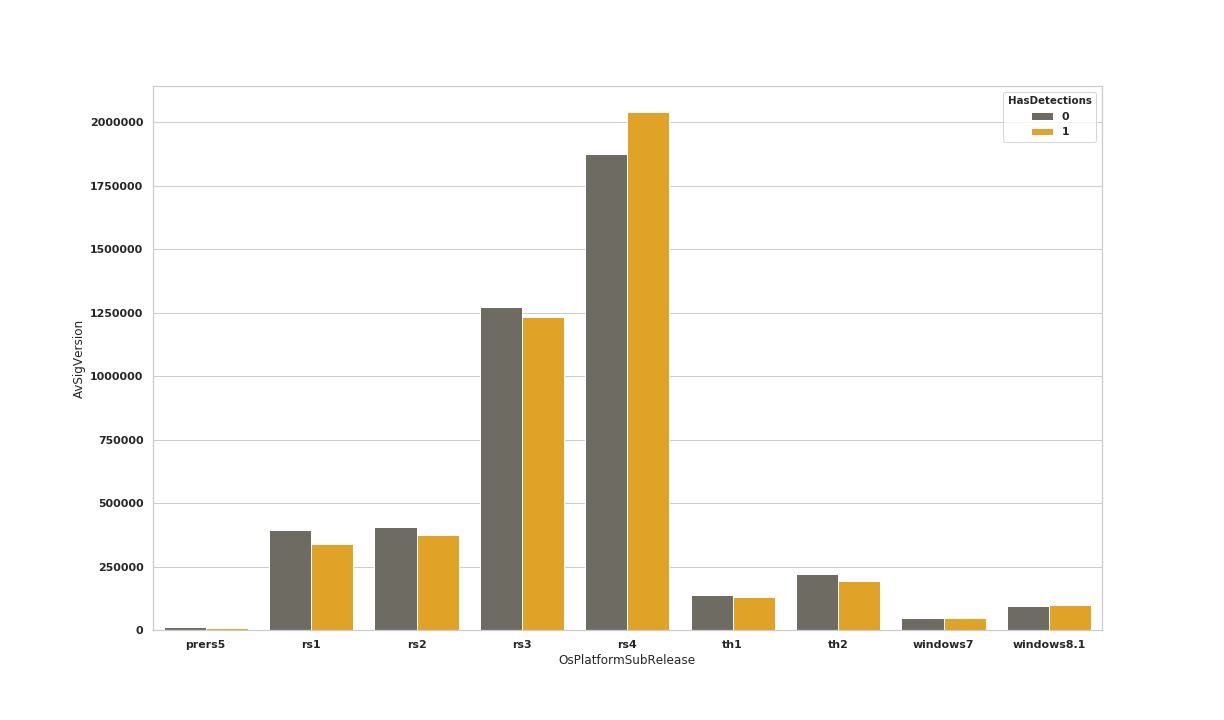 HasDetections
0
1
2000000
1750000
1500000
1250000
1000000
750000
500000
250000
0
AvSigVersion
prers5 rs1 rs2 rs3 rs4 th1 th2 windows7 windows8.1
OsPlatformSubRelease